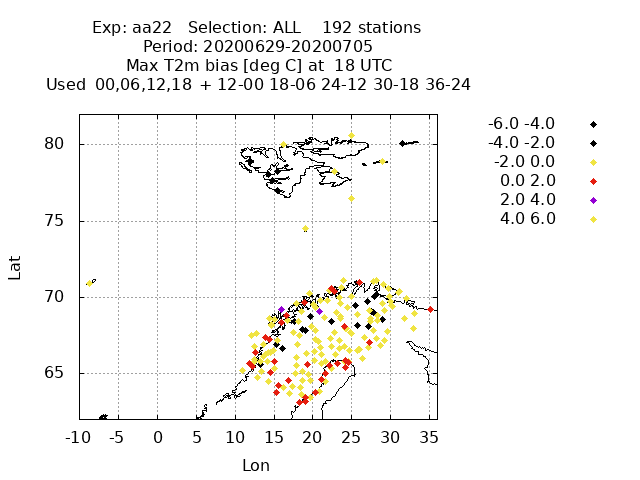 Exp: aa22 Selection: ALL 192 stations
Period: 20200629-20200705
Max T2m bias [deg C] at 18 UTC
Used 00,06,12,18 + 12-00 18-06 24-12 30-18 36-24
-6.0 -4.0
-4.0 -2.0
-2.0 0.0
0.0 2.0
2.0 4.0
4.0 6.0
80
75
70
65
Lat
-10 -5 0 5 10 15 20 25 30 35
Lon